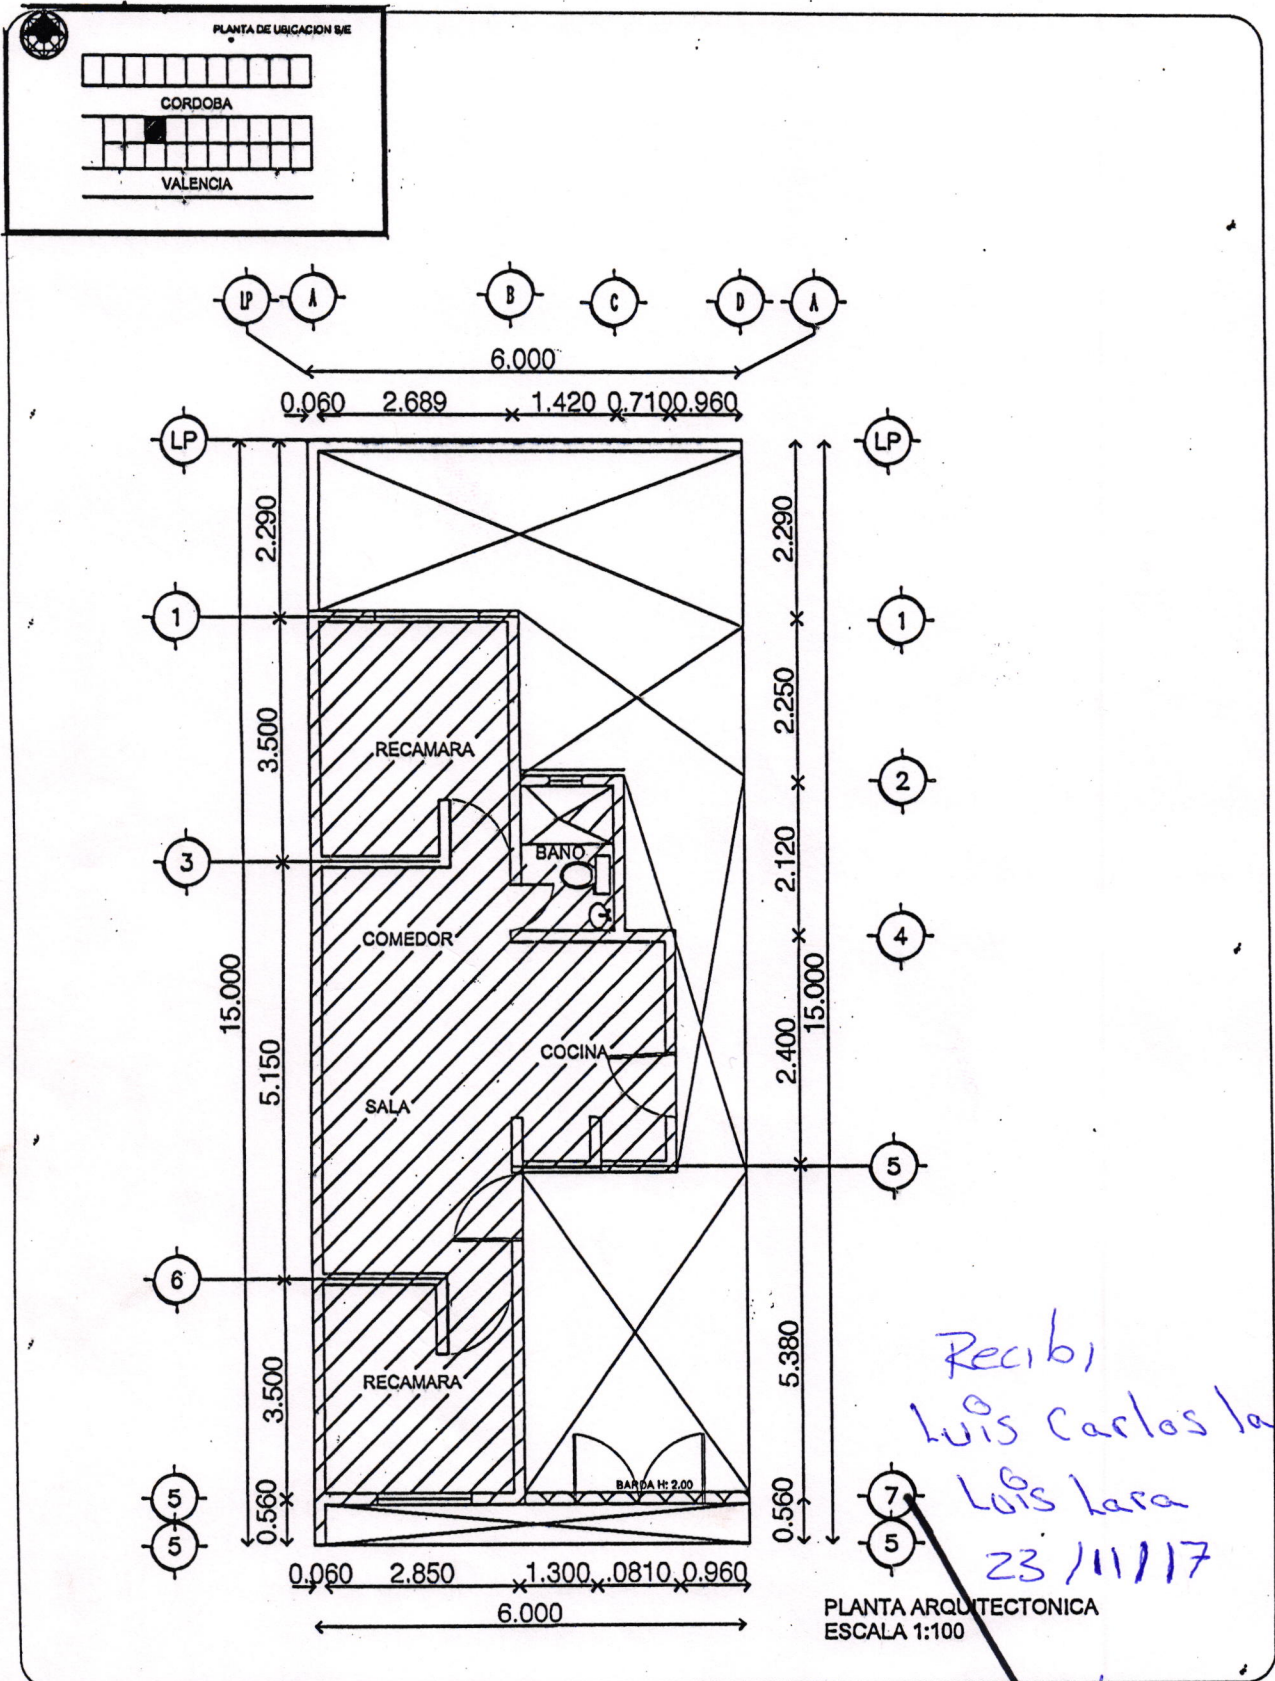 PLANTA DE UBICACION S/E
CORDOBA
VALENCIA
LP A B C D A
6.000
0.060 2.689 1.420 0.710 0.960
LP LP
2.290 2.290
1 1
3.500 2.250
RECAMARA
2
3 BAÑO 2.120
COMEDOR 4
15.000 15.000
COCINA 2.400
5.150
SALA
5
6
5.380
3.500
RECAMARA
BARDA H: 2.00
5 0.560 0.560 7
5 5
0.060 2.850 1.300 .0810 0.960
6.000
Recibi
Luis Carlos la
Luis Lara
23/11/17
PLANTA ARQUITECTONICA
ESCALA 1:100